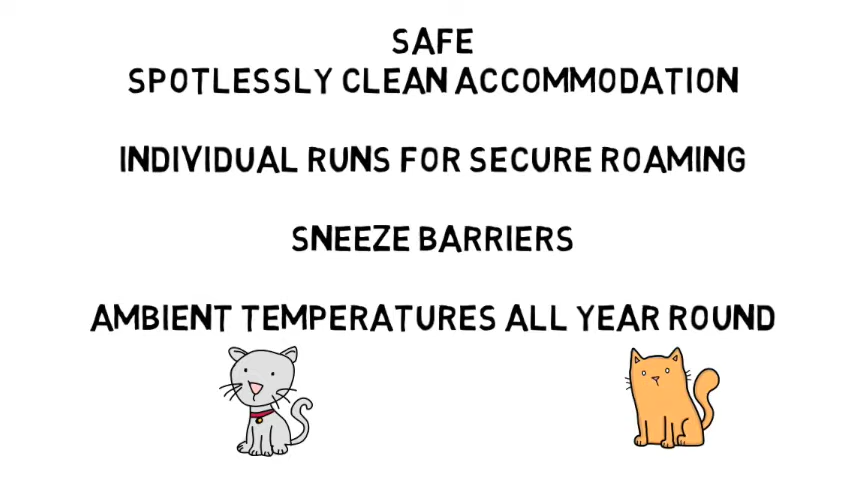 SAFE
SPOTLESSLY CLEAN ACCOMMODATION
INDIVIDUAL RUNS FOR SECURE ROAMING
SNEEZE BARRIERS
AMBIENT TEMPERATURES ALL YEAR ROUND